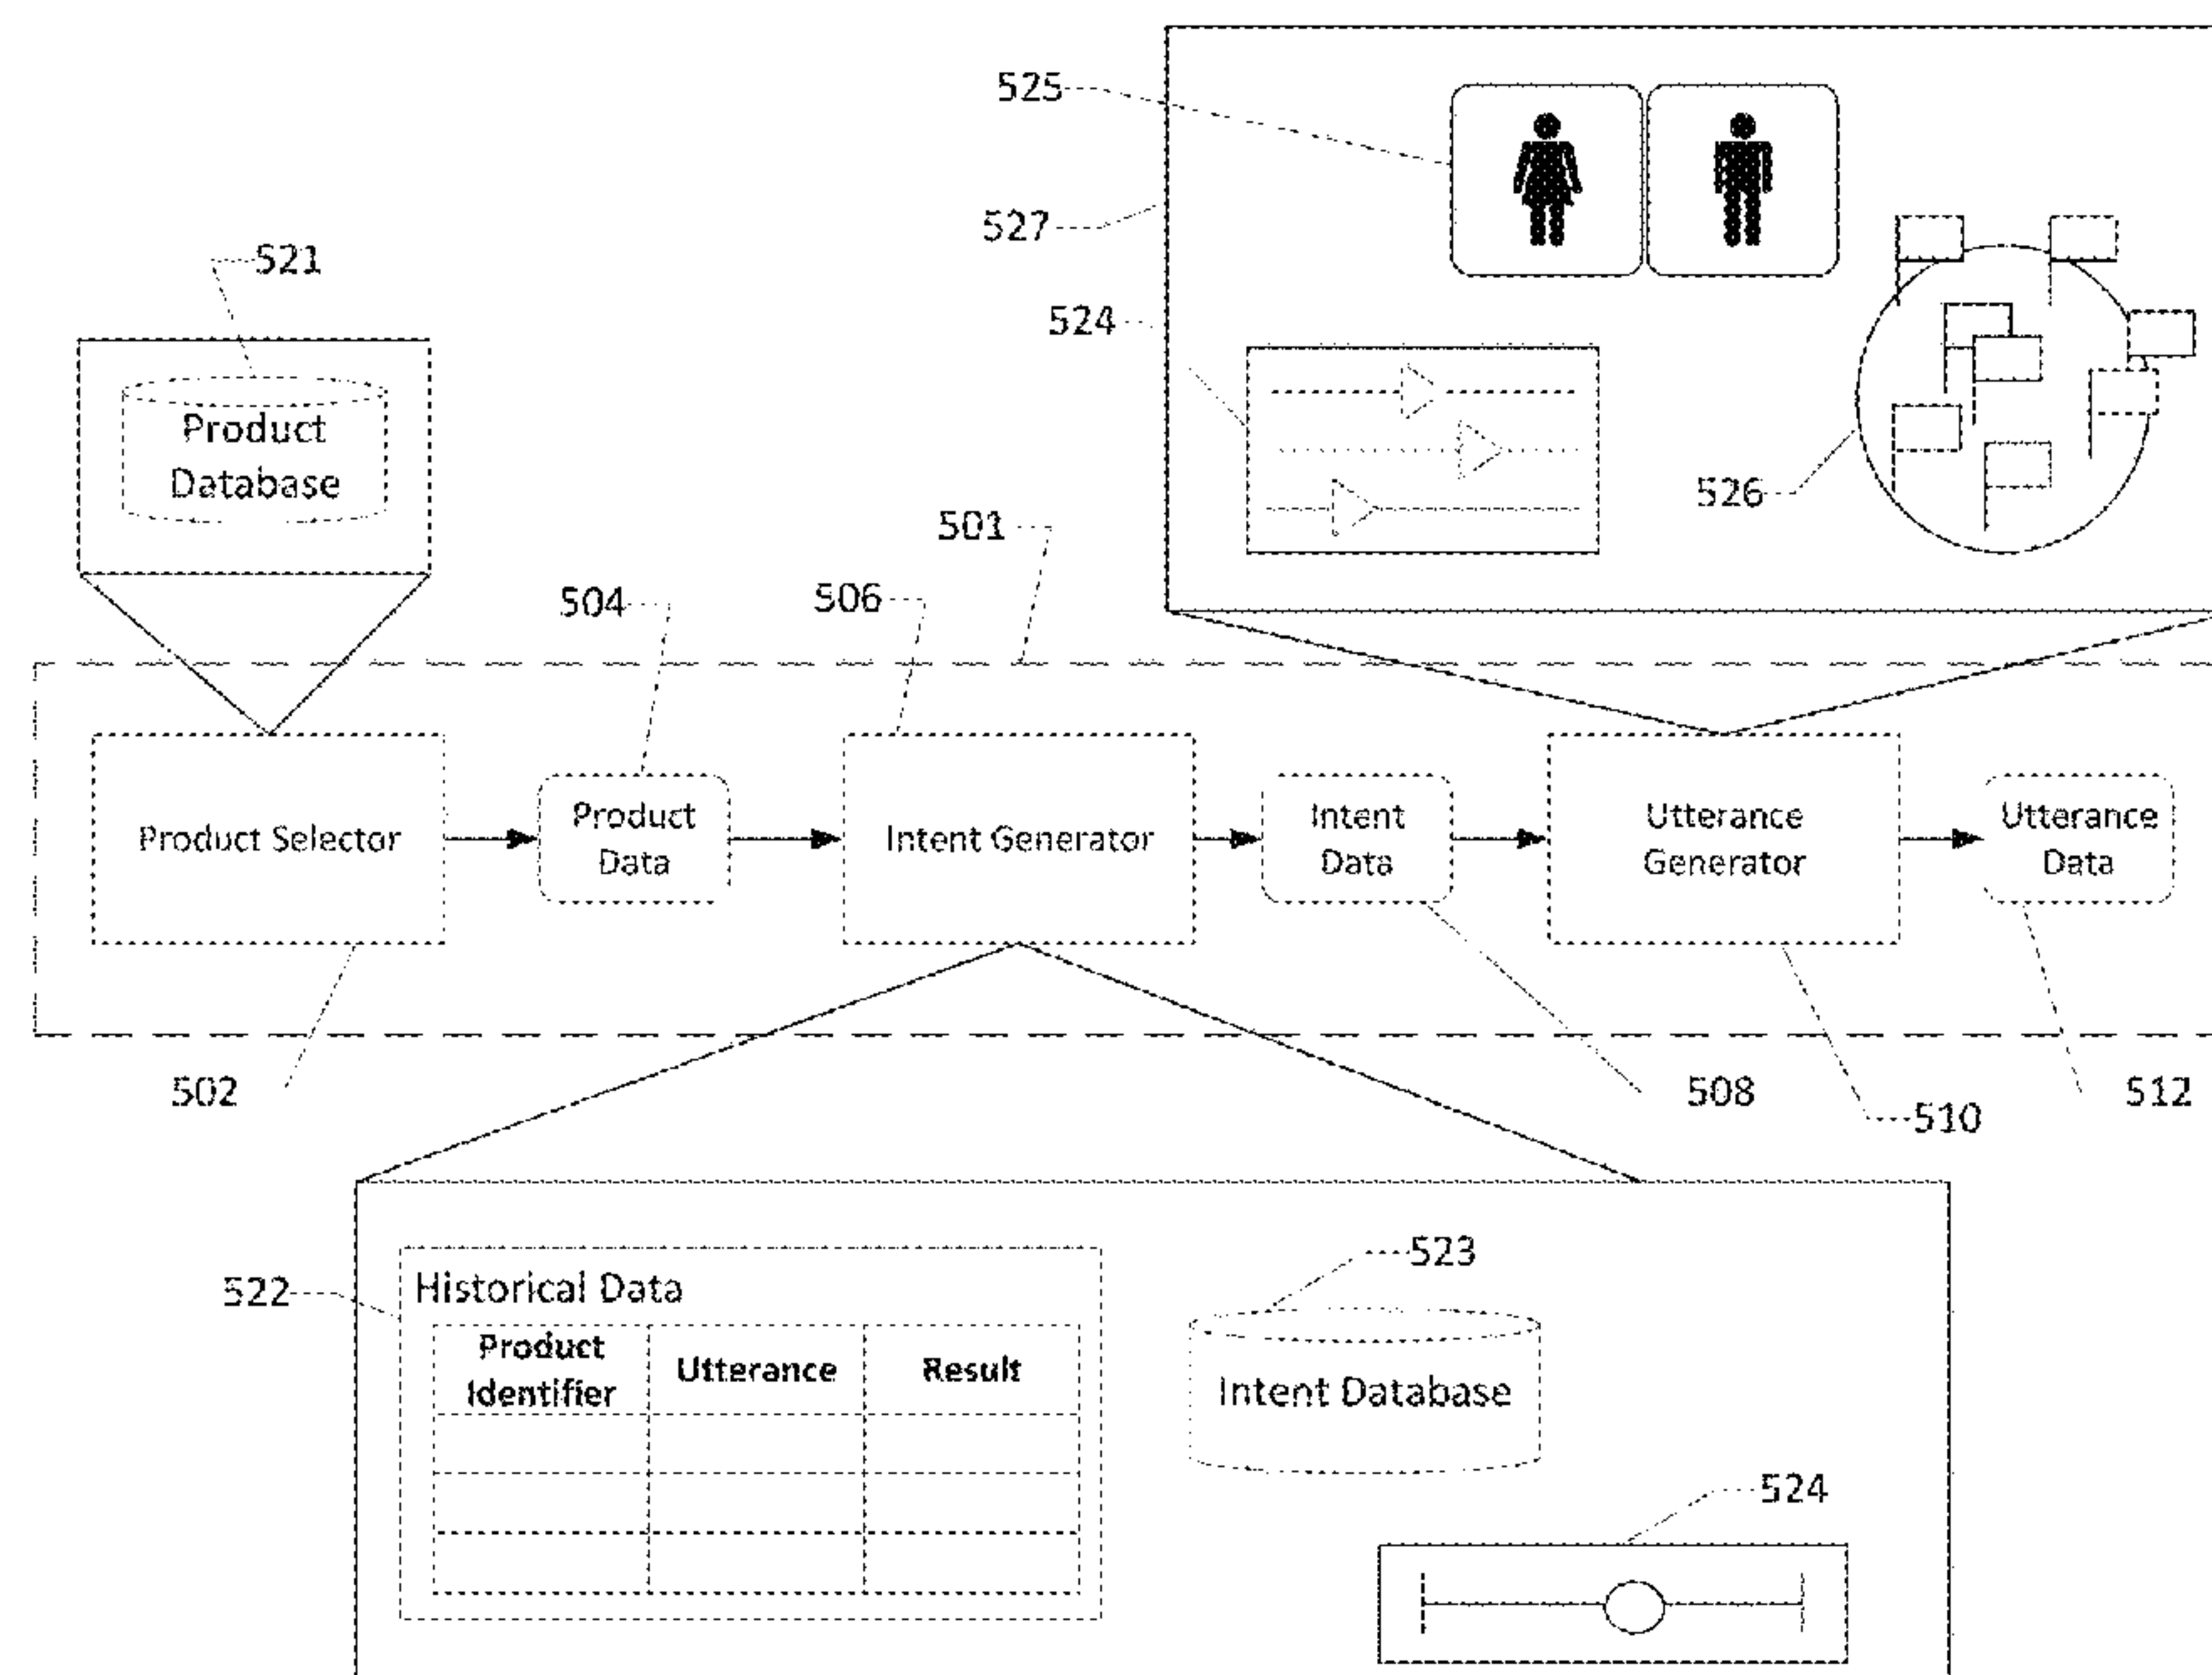 525
527
521
524
Product
Database
526
501
504
506
Product Selector
Product
Data
Intent Generator
Intent
Data
Utterance
Generator
Utterance
Data
502
508
512
510
523
522
Historical Data
Product
Identifier
Utterance
Result
Intent Database
524